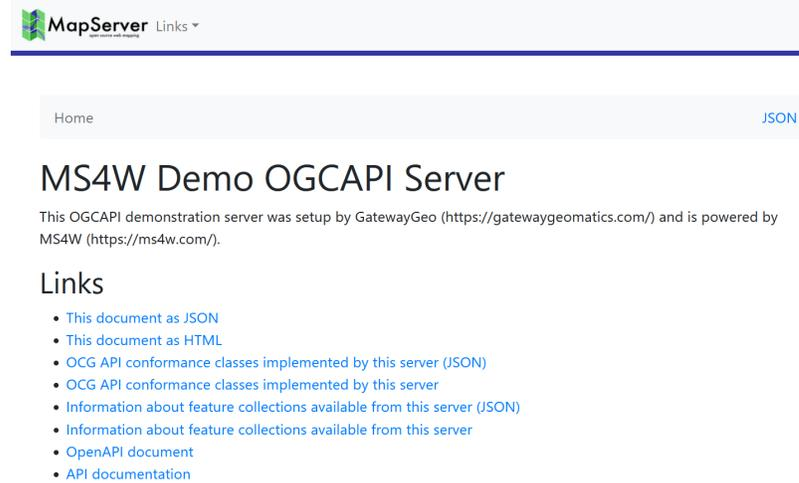 MapServer
open source web mapping
Links
Home
JSON
MS4W Demo OGCAPI Server
This OGCAPI demonstration server was setup by GatewayGeo (https://gatewaygeomatics.com/) and is powered by
MS4W (https://ms4w.com/).
Links
This document as JSON
This document as HTML
OCG API conformance classes implemented by this server (JSON)
OCG API conformance classes implemented by this server
Information about feature collections available from this server (JSON)
Information about feature collections available from this server
OpenAPI document
API documentation